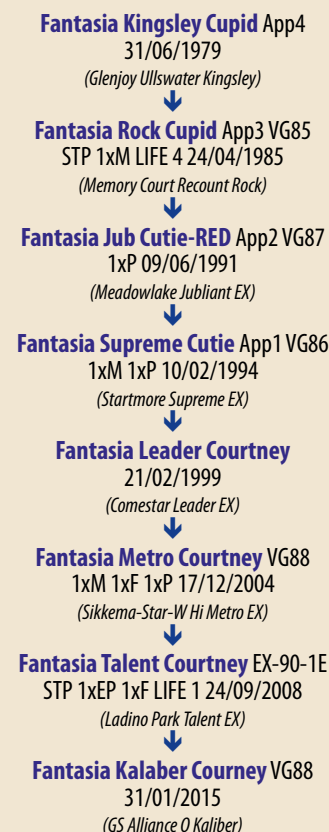 Fantasia Kingsley Cupid App4
31/06/1979
(Glenjoy Ullswater Kingsley)
Fantasia Rock Cupid App3 VG85
STP 1xM LIFE 4 24/04/1985
(Memory Court Recount Rock)
Fantasia Jub Cutie-RED App2 VG87
1xP 09/06/1991
(Meadowlake Jubliant EX)
Fantasia Supreme Cutie App1 VG86
1xM 1xP 10/02/1994
(Startmore Supreme EX)
Fantasia Leader Courtney
21/02/1999
(Comestar Leader EX)
Fantasia Metro Courtney VG88
1xM 1xF 1xP 17/12/2004
(Sikkema-Star-W Hi Metro EX)
Fantasia Talent Courtney EX-90-1E
STP 1xEP 1xF LIFE 1 24/09/2008
(Ladino Park Talent EX)
Fantasia Kalaber Courney VG88
31/01/2015
(GS Alliance O Kaliber)